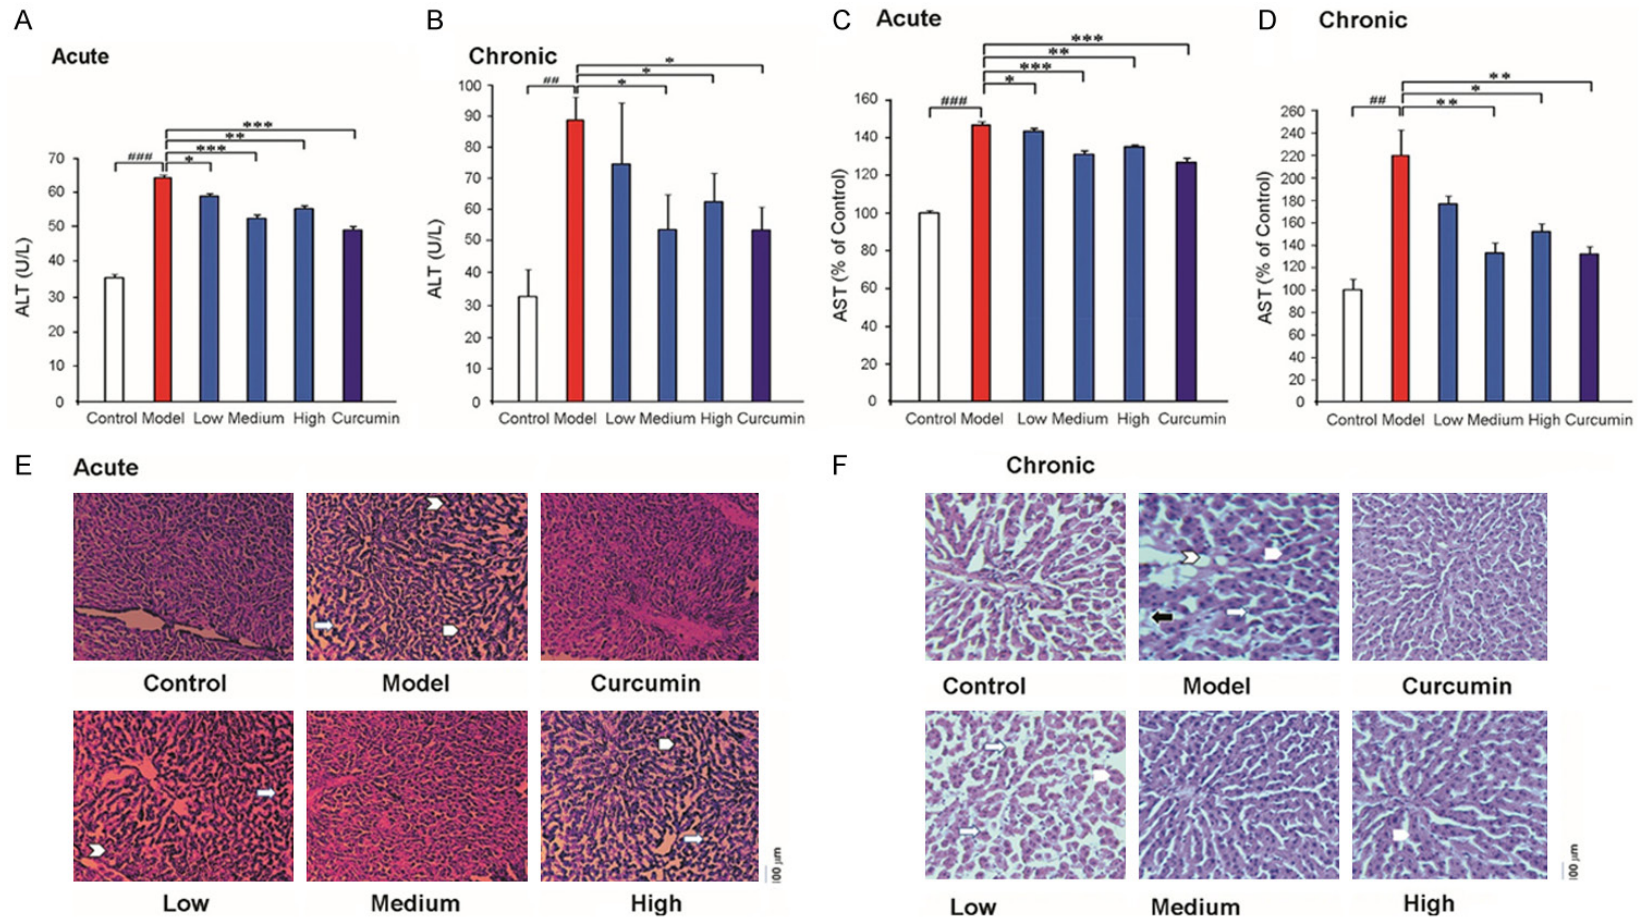 A
Acute
ALT (U/L)
70
60
50
40
30
20
10
0
###
*
***
**
***
Control Model Low Medium High Curcumin
B
Chronic
ALT (U/L)
100
90
80
70
60
50
40
30
20
10
0
##
*
*
*
Control Model Low Medium High Curcumin
C
Acute
AST (% of Control)
160
140
120
100
80
60
40
20
0
###
*
***
**
***
Control Model Low Medium High Curcumin
D
Chronic
AST (% of Control)
260
240
220
200
180
160
140
120
100
80
60
40
20
0
##
**
*
**
Control Model Low Medium High Curcumin
E
Acute
Control Model Curcumin
Low Medium High
100 μm
F
Chronic
Control Model Curcumin
Low Medium High
100 μm